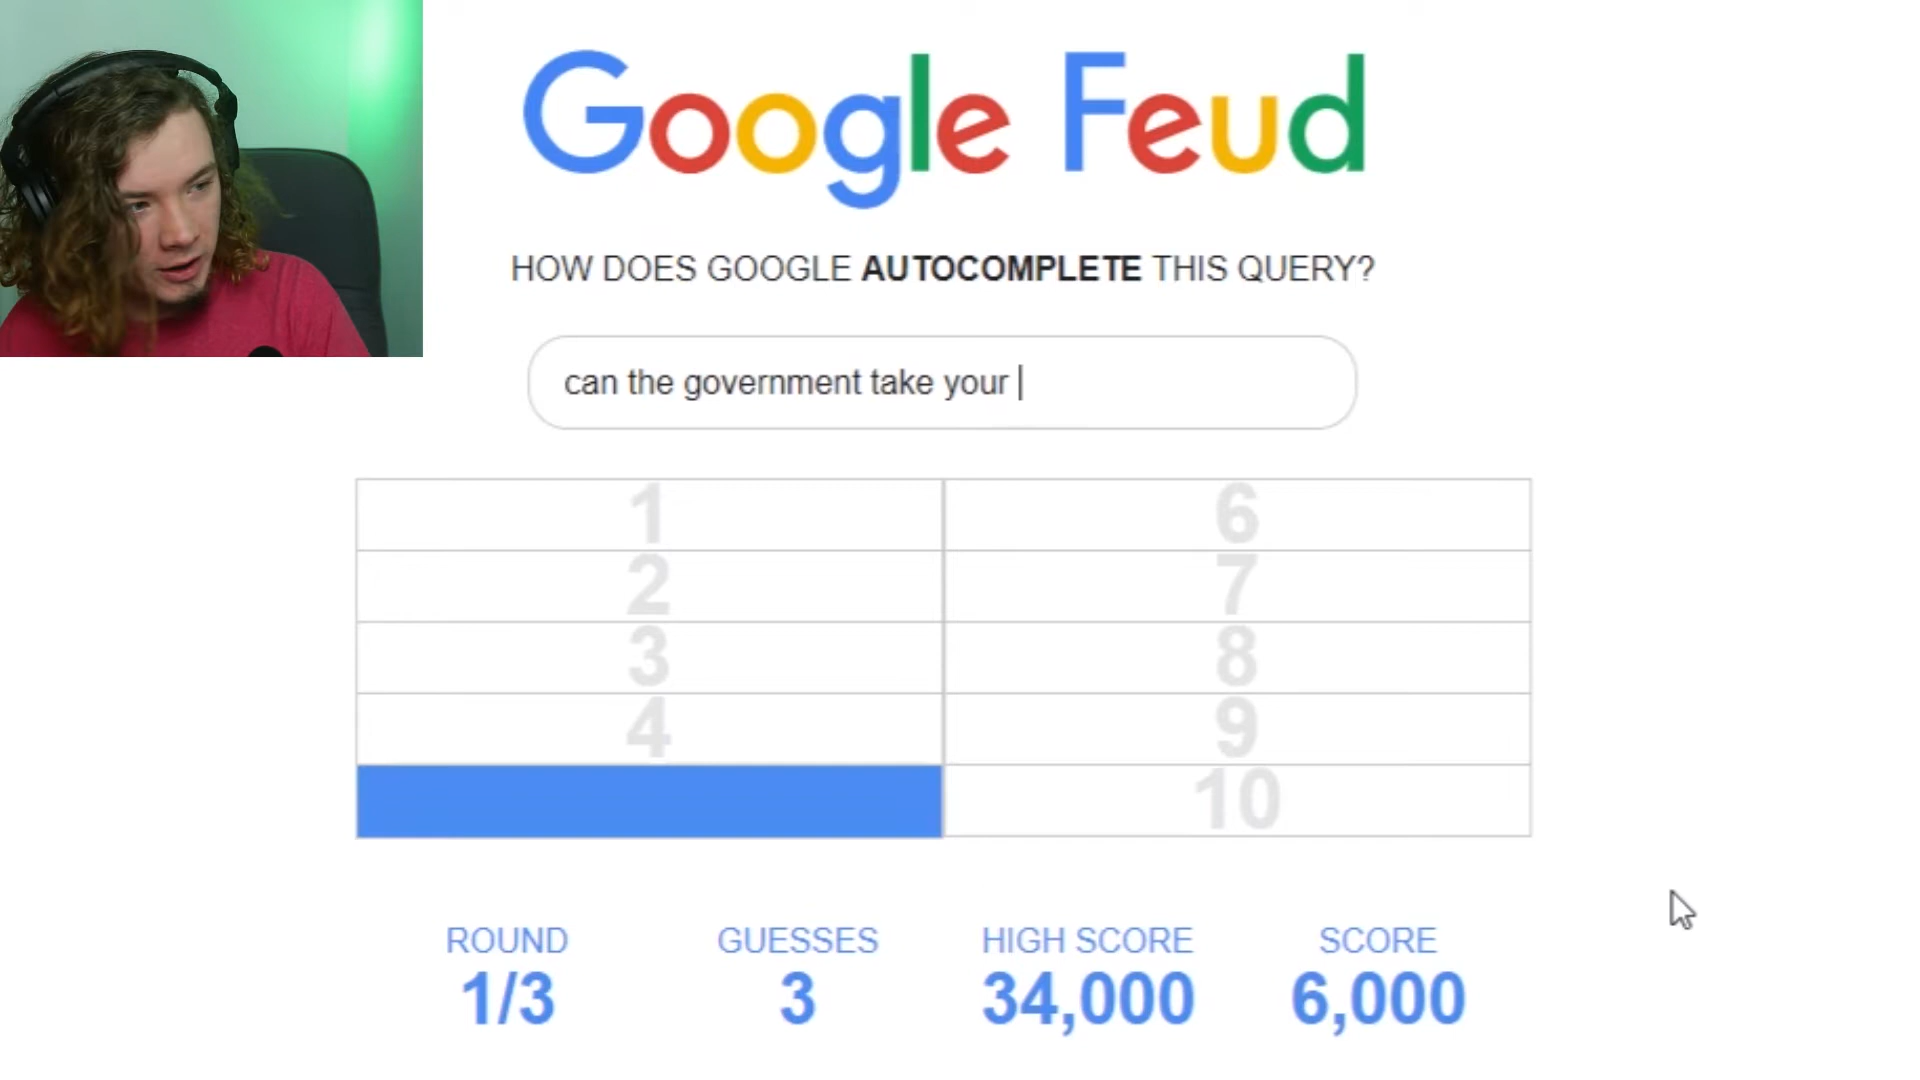 Google Feud
HOW DOES GOOGLE AUTOCOMPLETE THIS QUERY?
can the government take your
1 6
2 7
3 8
4 9
10
ROUND GUESSES HIGH SCORE SCORE
1/3 3 34,000 6,000